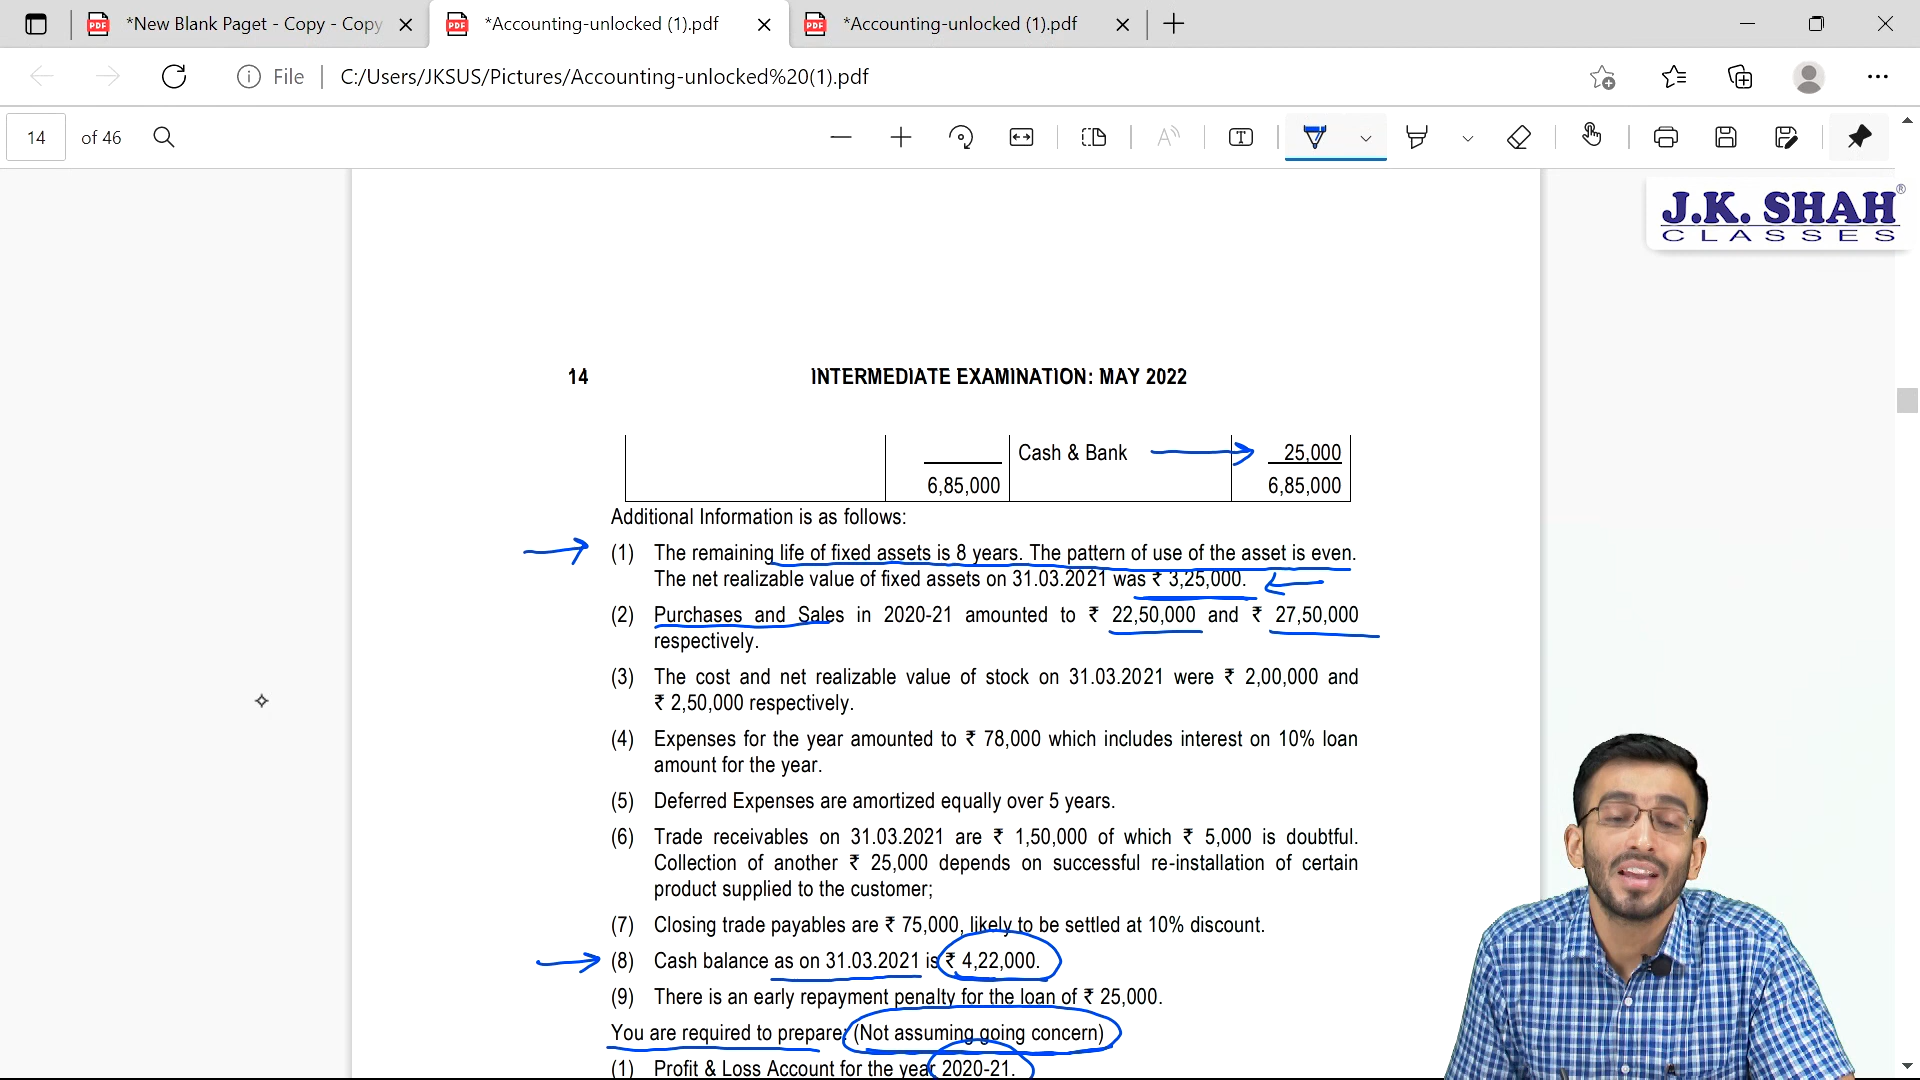 *New Blank Paget - Copy - Copy
*Accounting-unlocked (1).pdf
*Accounting-unlocked (1).pdf
File
C:/Users/JKSUS/Pictures/Accounting-unlocked%20(1).pdf
14 of 46
J.K. SHAH®
CLASSES
14 INTERMEDIATE EXAMINATION: MAY 2022
Cash & Bank 25,000
6,85,000 6,85,000
Additional Information is as follows:
(1) The remaining life of fixed assets is 8 years. The pattern of use of the asset is even.
The net realizable value of fixed assets on 31.03.2021 was ₹ 3,25,000.
(2) Purchases and Sales in 2020-21 amounted to ₹ 22,50,000 and ₹ 27,50,000
respectively.
(3) The cost and net realizable value of stock on 31.03.2021 were ₹ 2,00,000 and
₹ 2,50,000 respectively.
(4) Expenses for the year amounted to ₹ 78,000 which includes interest on 10% loan
amount for the year.
(5) Deferred Expenses are amortized equally over 5 years.
(6) Trade receivables on 31.03.2021 are ₹ 1,50,000 of which ₹ 5,000 is doubtful.
Collection of another ₹ 25,000 depends on successful re-installation of certain
product supplied to the customer;
(7) Closing trade payables are ₹ 75,000, likely to be settled at 10% discount.
(8) Cash balance as on 31.03.2021 is ₹ 4,22,000.
(9) There is an early repayment penalty for the loan of ₹ 25,000.
You are required to prepare: (Not assuming going concern)
(1) Profit & Loss Account for the year 2020-21.